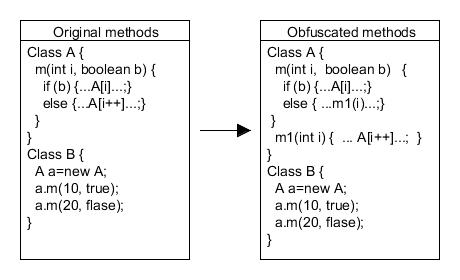 Original methods
Class A {
m(int i, boolean b) {
if (b) {...A[i]...;}
else {...A[i++]...;}
}
}
Class B {
A a=new A;
a.m(10, true);
a.m(20, flase);
}
Obfuscated methods
Class A {
m(int i, boolean b) {
if (b) {...A[i]...;}
else { ...m1(i)...;}
}
m1(int i) { ... A[i++]...; }
}
Class B {
A a=new A;
a.m(10, true);
a.m(20, flase);
}